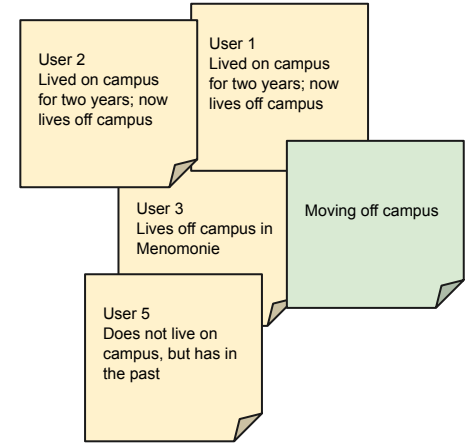 User 2
Lived on campus
for two years; now
lives off campus
User 1
Lived on campus
for two years; now
lives off campus
User 3
Lives off campus in
Menomonie
Moving off campus
User 5
Does not live on
campus, but has in
the past